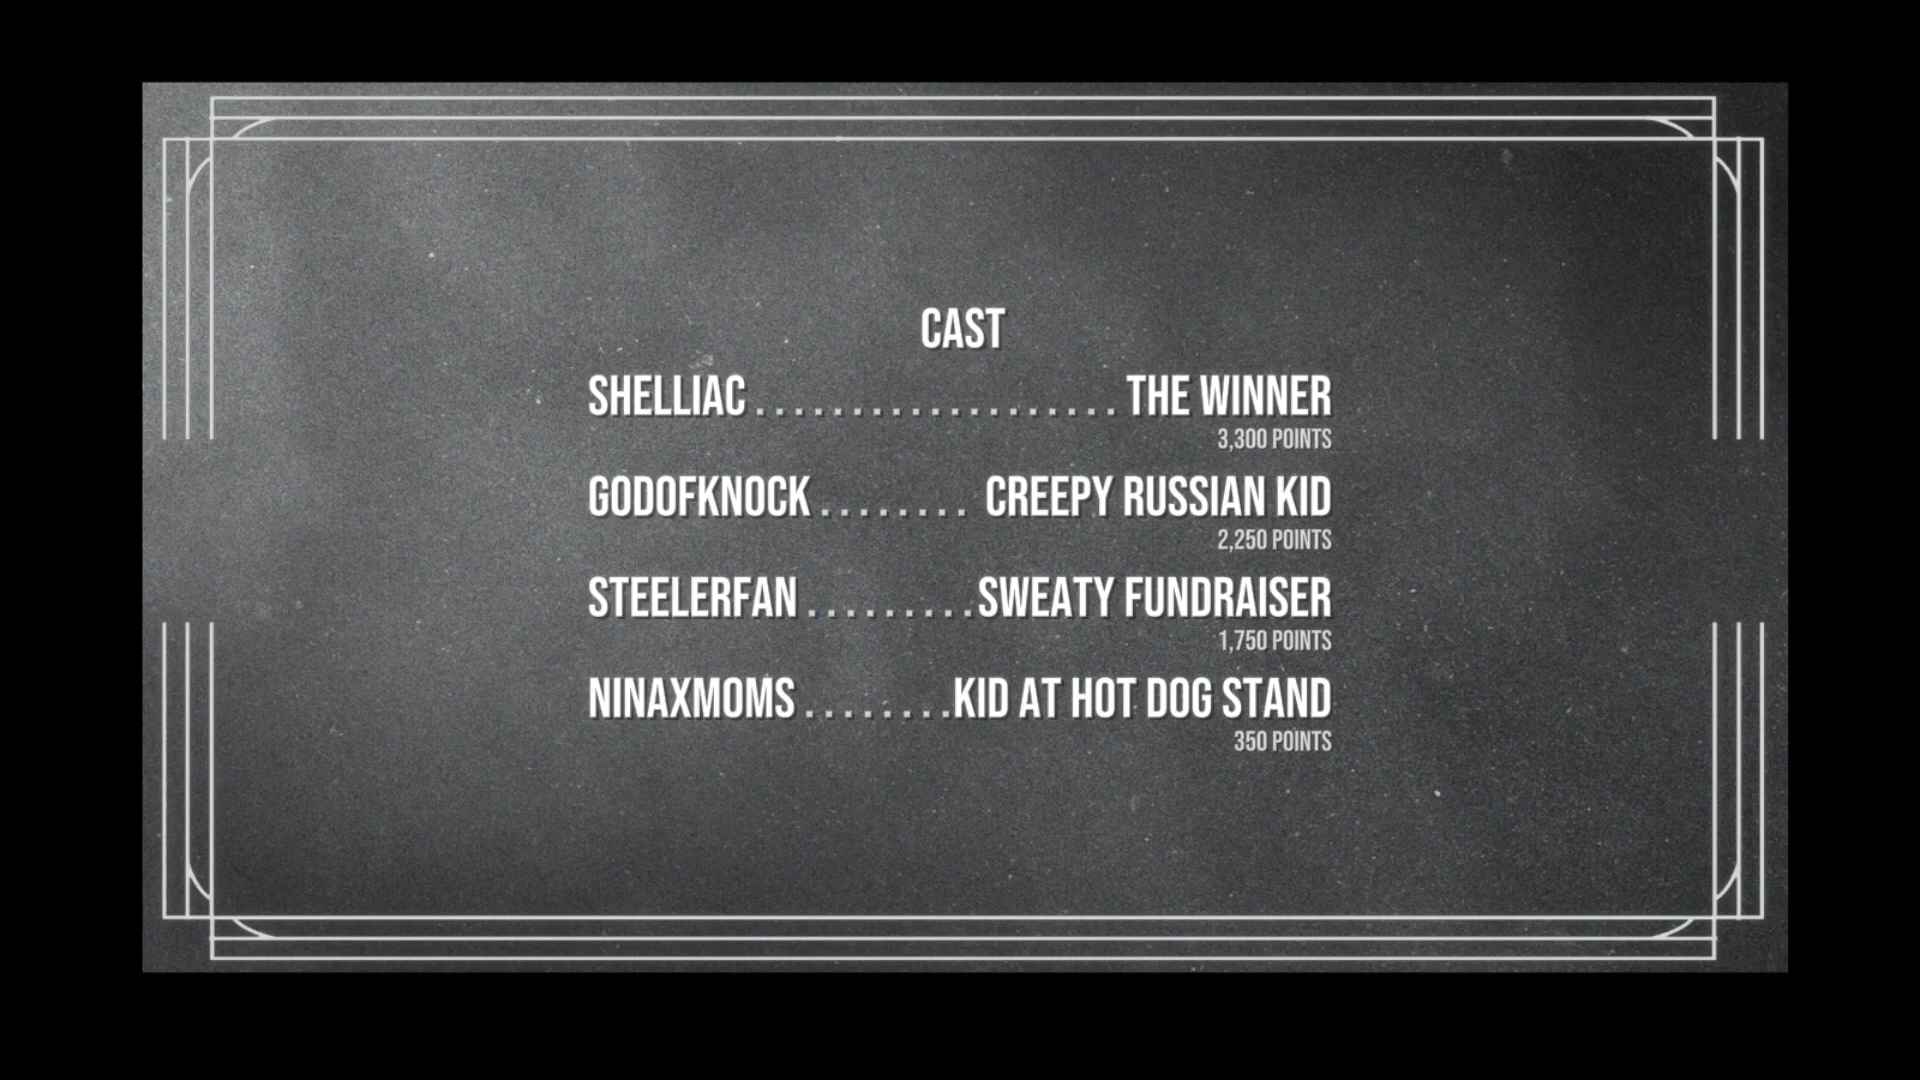 CAST
SHELLIAC . . . . . . . . . . . . . . . . . . . THE WINNER
3,300 POINTS
GODOFKNOCK . . . . . . . . CREEPY RUSSIAN KID
2,250 POINTS
STEELERFAN . . . . . . . . . SWEATY FUNDRAISER
1,750 POINTS
NINAXMOMS . . . . . . . . KID AT HOT DOG STAND
350 POINTS